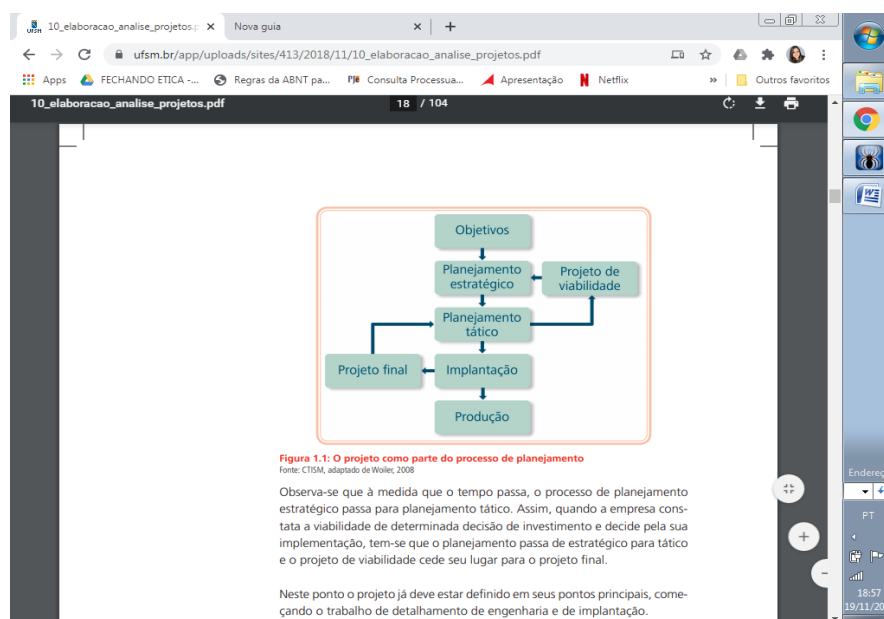 10_elaboracao_analise_projetos.p
Nova guia
ufsm.br/app/uploads/sites/413/2018/11/10_elaboracao_analise_projetos.pdf
Apps
FECHANDO ETICA -...
Regras da ABNT pa...
PJe
Consulta Processua...
Apresentação
Netflix
»
Outros favoritos
10_elaboracao_analise_projetos.pdf
18 / 104
Objetivos
Planejamento
estratégico
Projeto de
viabilidade
Planejamento
tático
Projeto final
Implantação
Produção
Figura 1.1: O projeto como parte do processo de planejamento
Fonte: CTISM, adaptado de Woiler, 2008
Observa-se que à medida que o tempo passa, o processo de planejamento
estratégico passa para planejamento tático. Assim, quando a empresa cons-
tata a viabilidade de determinada decisão de investimento e decide pela sua
implementação, tem-se que o planejamento passa de estratégico para tático
e o projeto de viabilidade cede seu lugar para o projeto final.
Neste ponto o projeto já deve estar definido em seus pontos principais, come-
çando o trabalho de detalhamento de engenharia e de implantação.
Endereç
PT
18:57
19/11/20